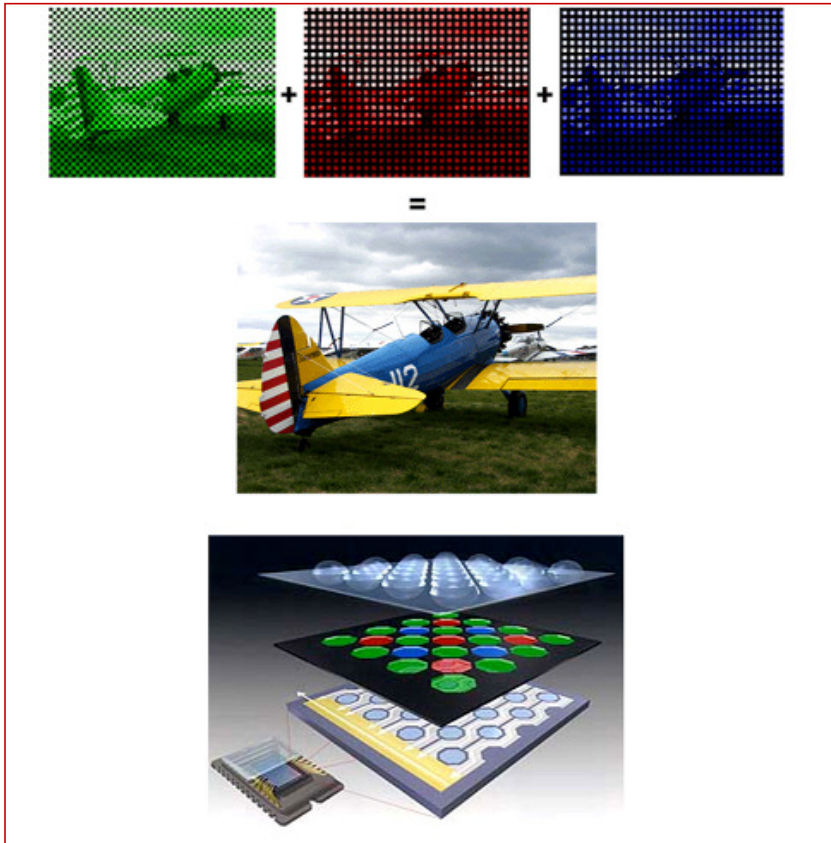 + +
=
112